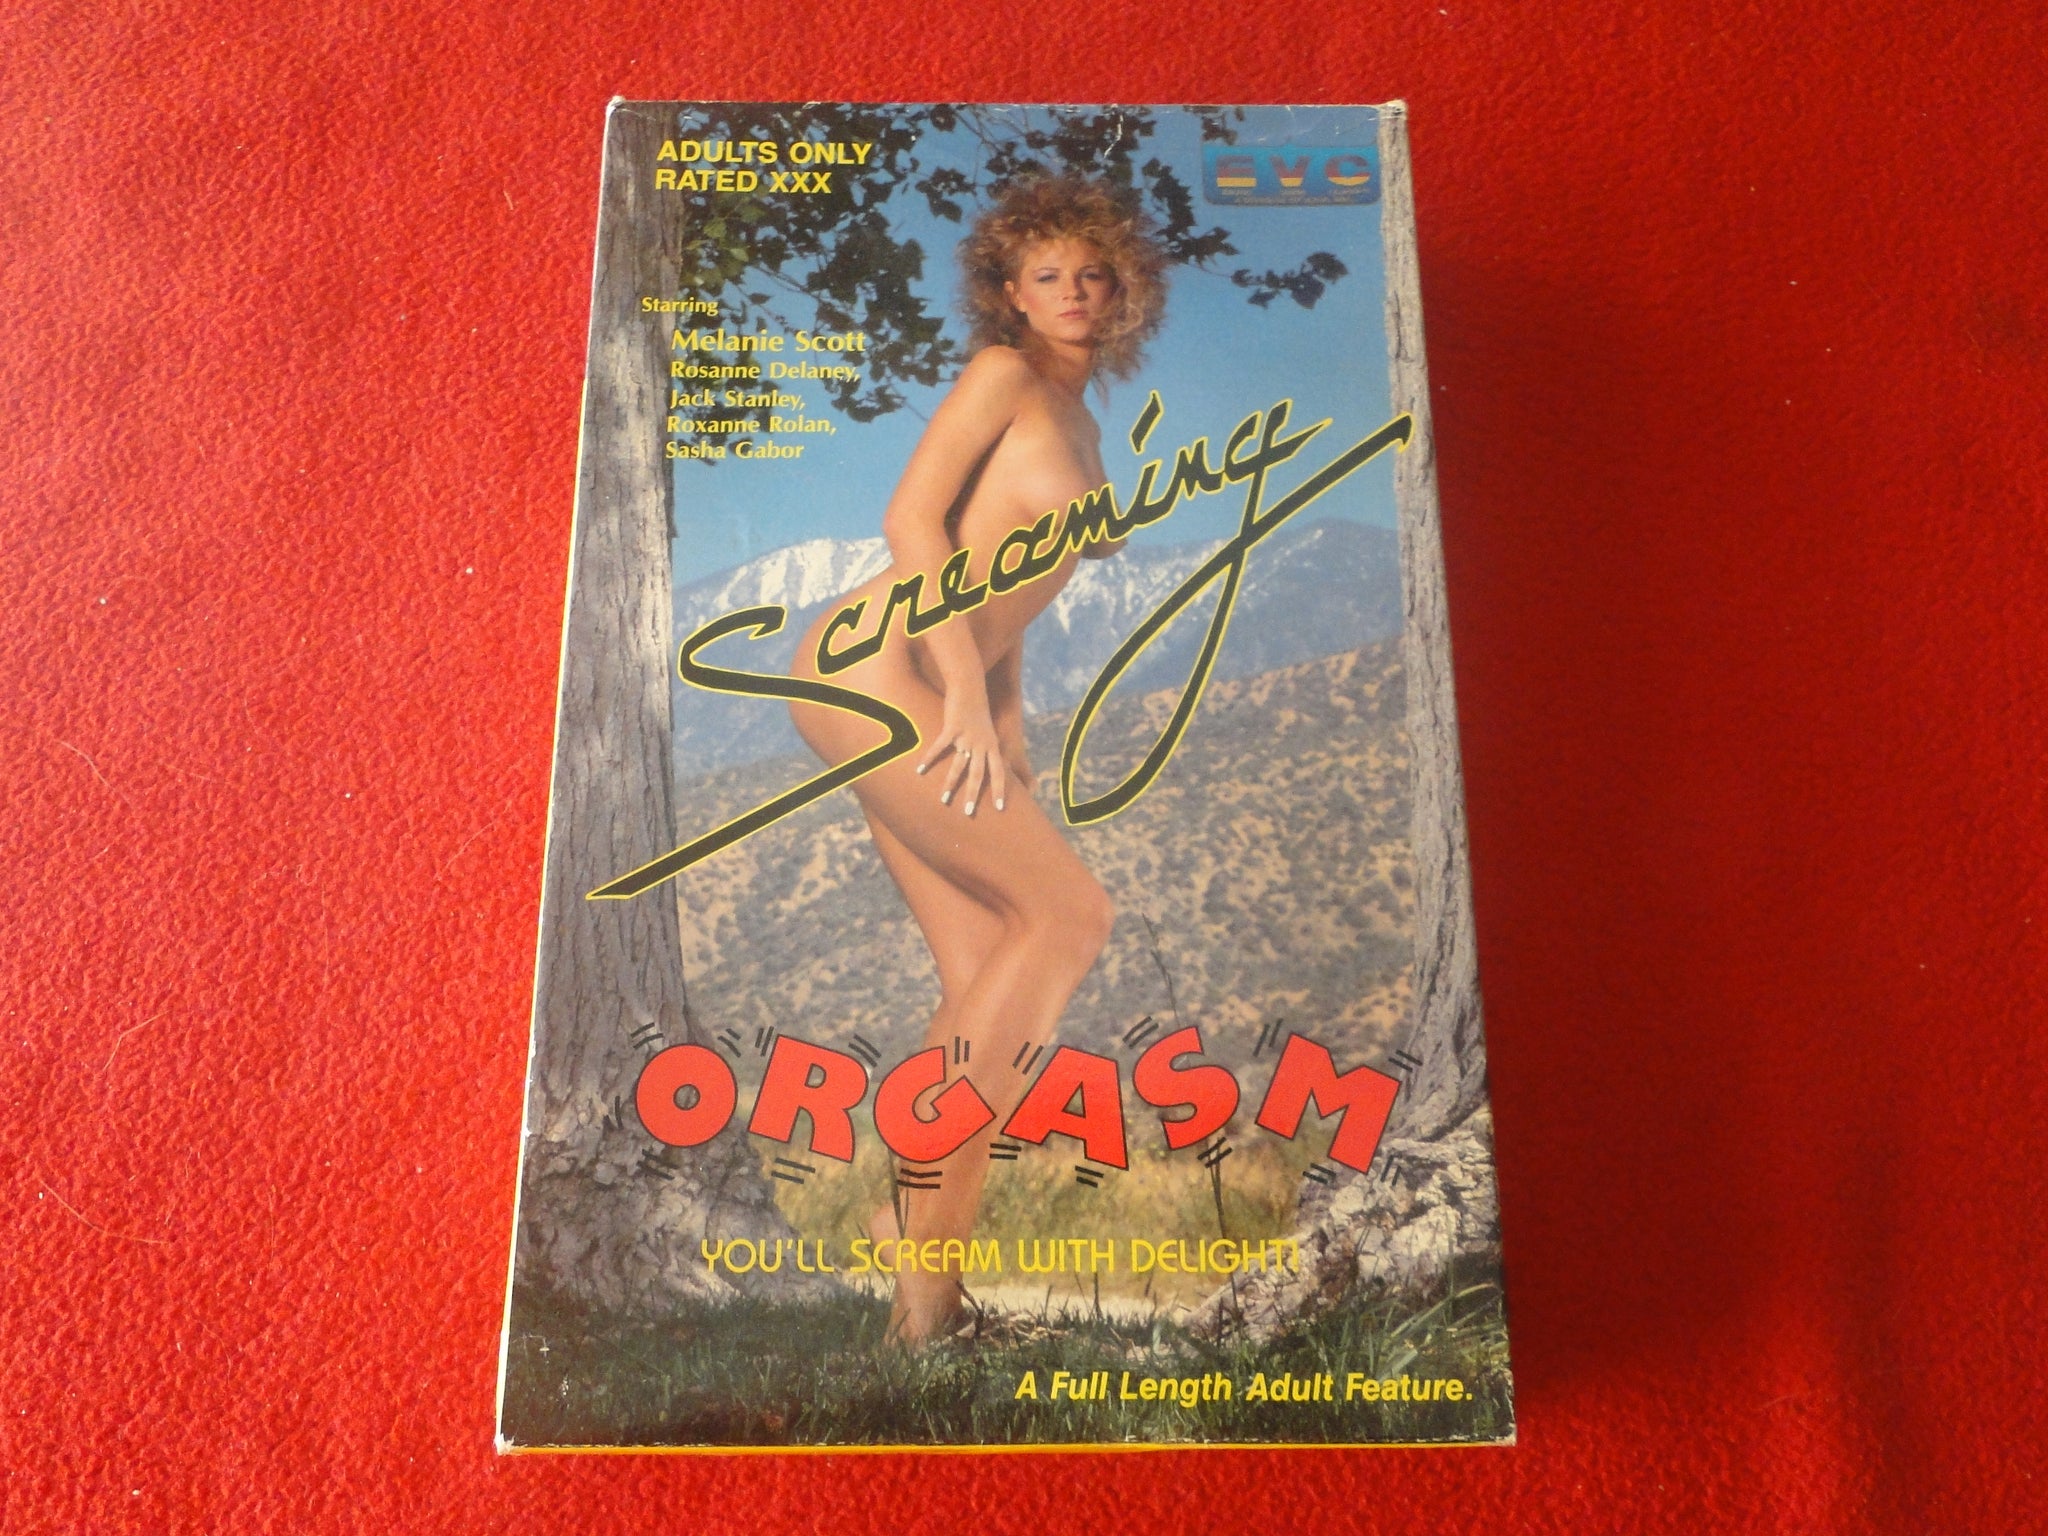 ADULTS ONLY
RATED XXX
EVC
Starring
Melanie Scott
Rosanne Delaney,
Jack Stanley,
Roxanne Rolan,
Sasha Gabor
Screaming
ORGASM
YOU'LL SCREAM WITH DELIGHT!
A Full Length Adult Feature.